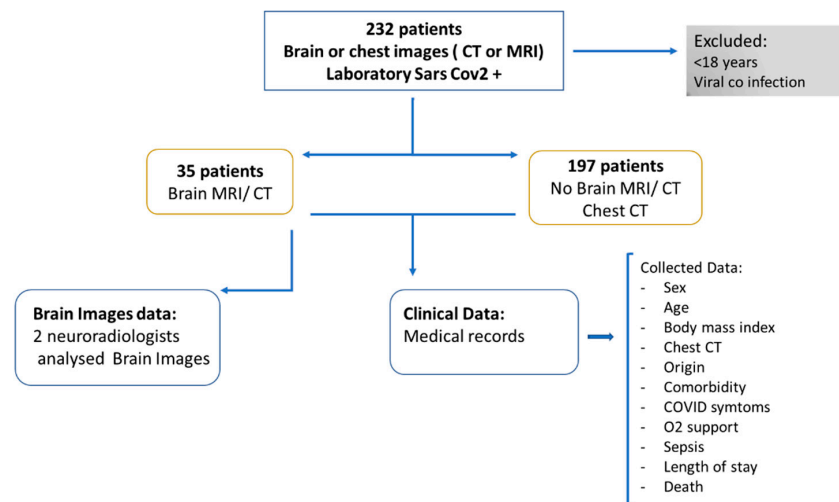 232 patients
Brain or chest images ( CT or MRI)
Laboratory Sars Cov2 +
Excluded:
<18 years
Viral co infection
35 patients
Brain MRI/ CT
197 patients
No Brain MRI/ CT
Chest CT
Brain Images data:
2 neuroradiologists
analysed Brain Images
Clinical Data:
Medical records
Collected Data:
- Sex
- Age
- Body mass index
- Chest CT
- Origin
- Comorbidity
- COVID symtoms
- O2 support
- Sepsis
- Length of stay
- Death